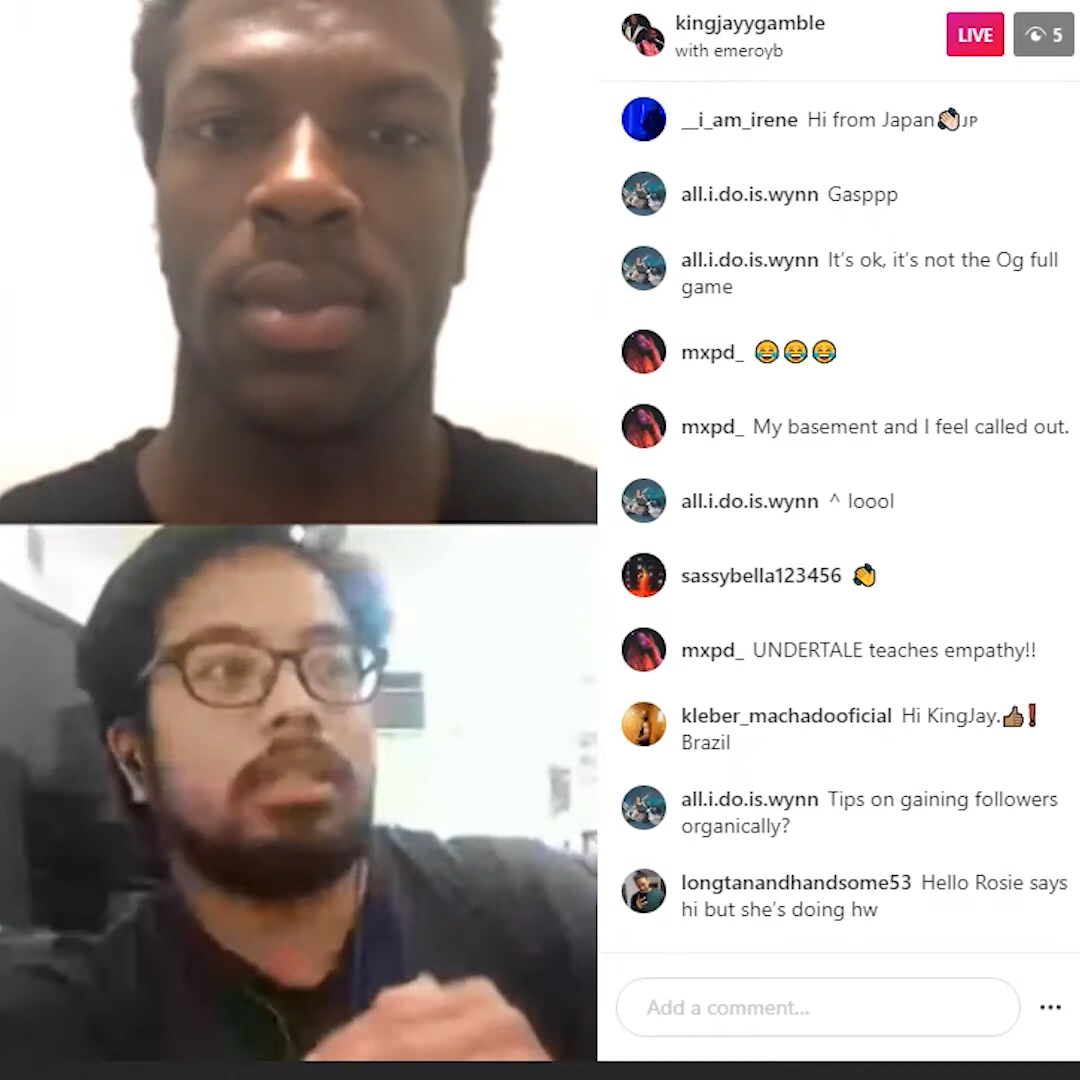 kingjayygamble
with emeroyb
LIVE
5
__i_am_irene Hi from Japan👏🏻JP
all.i.do.is.wynn Gasppp
all.i.do.is.wynn It's ok, it's not the Og full
game
mxpd_ 😂😂😂
mxpd_ My basement and I feel called out.
all.i.do.is.wynn ^ loool
sassybella123456 👏
mxpd_ UNDERTALE teaches empathy!!
kleber_machadooficial Hi KingJay.👍🏽❗
Brazil
all.i.do.is.wynn Tips on gaining followers
organically?
longtanandhandsome53 Hello Rosie says
hi but she's doing hw
Add a comment...